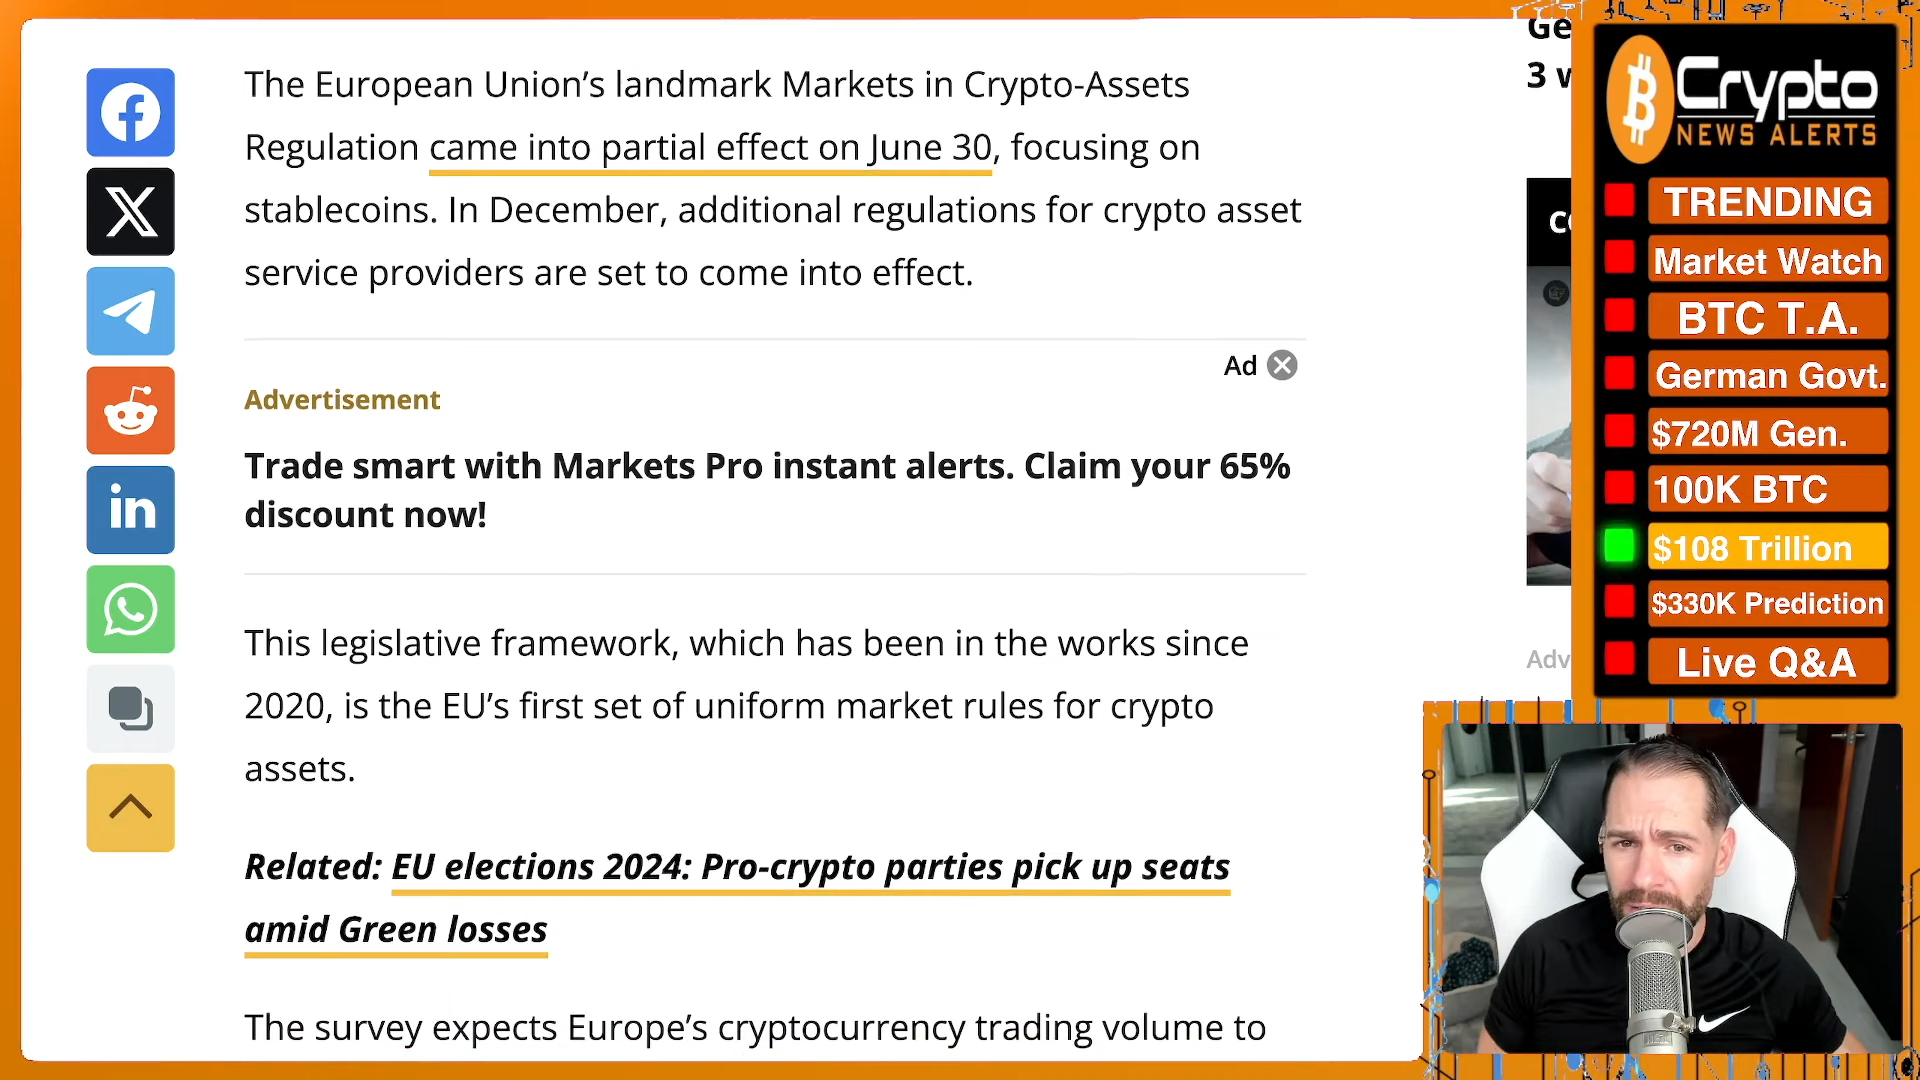 The European Union’s landmark Markets in Crypto-Assets
Regulation came into partial effect on June 30, focusing on
stablecoins. In December, additional regulations for crypto asset
service providers are set to come into effect.
Ad
Advertisement
Trade smart with Markets Pro instant alerts. Claim your 65%
discount now!
This legislative framework, which has been in the works since
2020, is the EU’s first set of uniform market rules for crypto
assets.
Related: EU elections 2024: Pro-crypto parties pick up seats
amid Green losses
The survey expects Europe’s cryptocurrency trading volume to
in
Crypto
NEWS ALERTS
TRENDING
Market Watch
BTC T.A.
German Govt.
$720M Gen.
100K BTC
$108 Trillion
$330K Prediction
Live Q&A